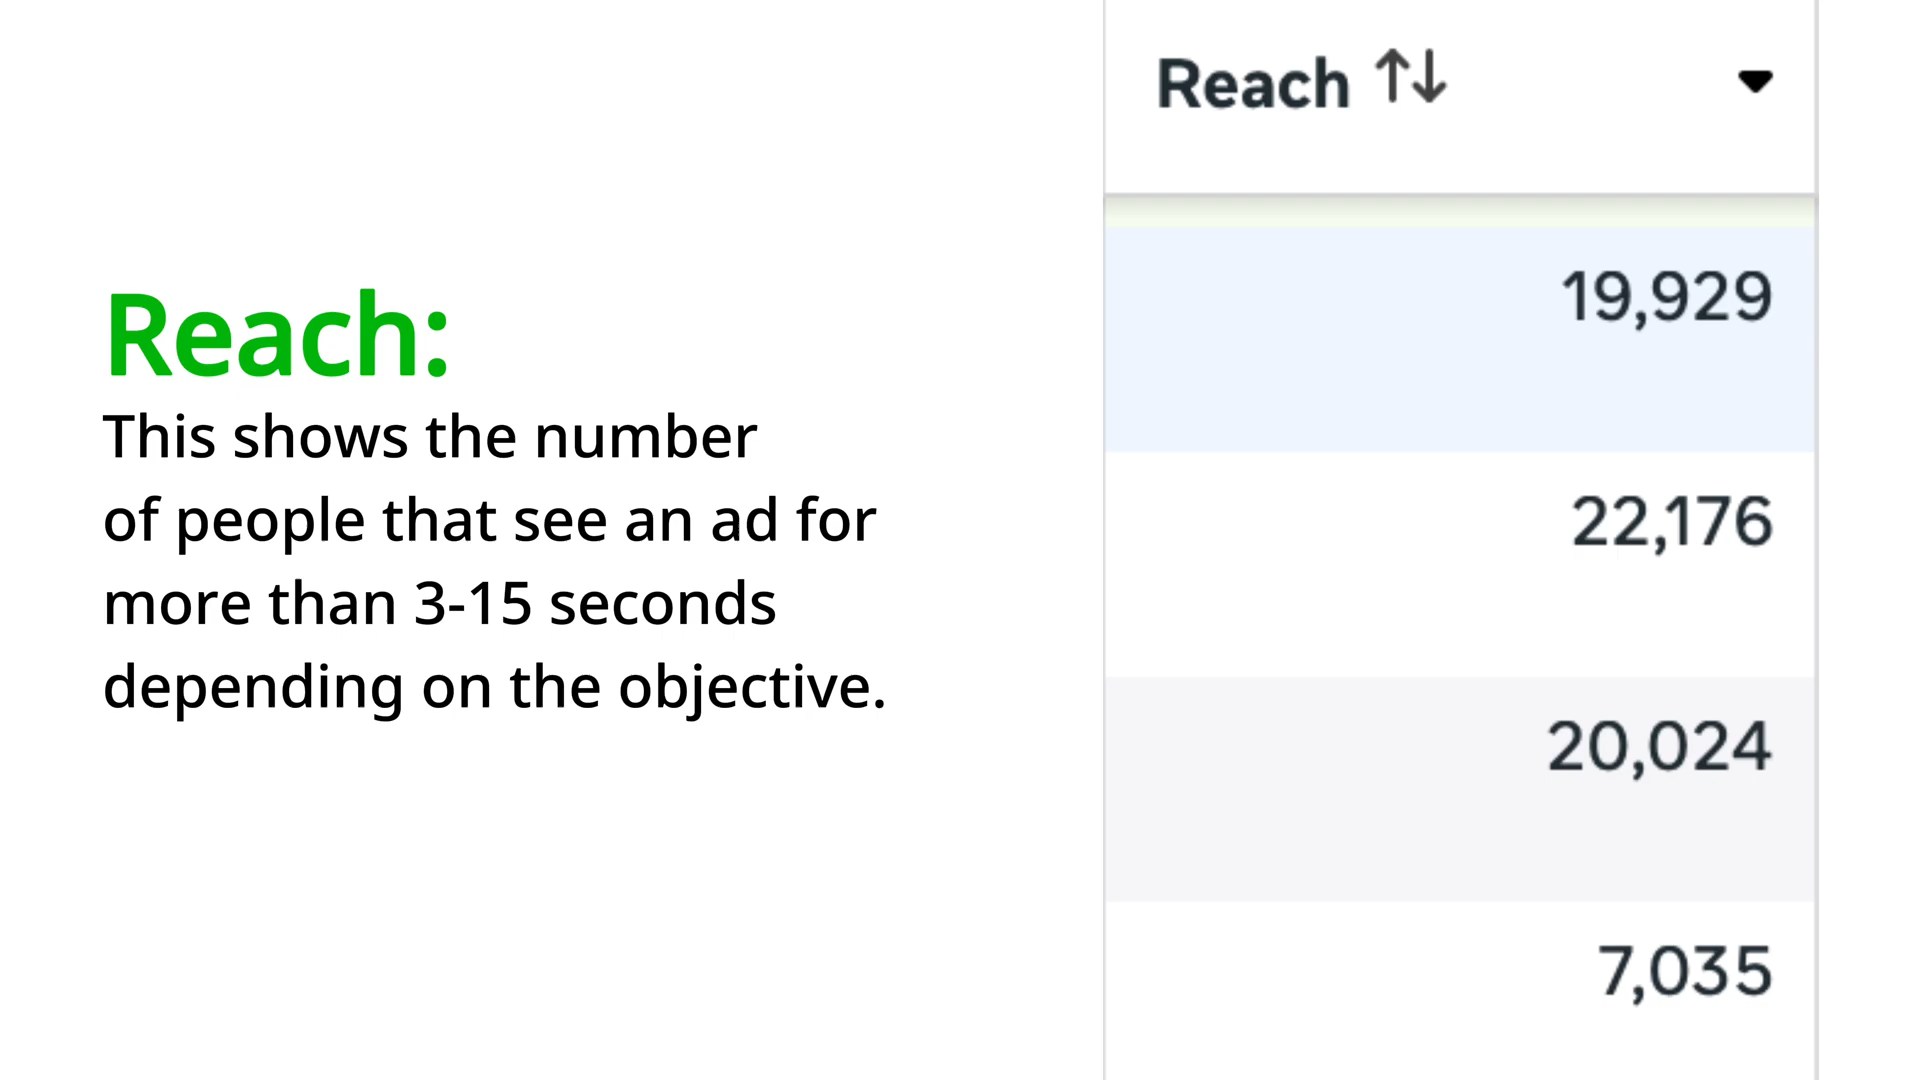 Reach:
This shows the number
of people that see an ad for
more than 3-15 seconds
depending on the objective.
Reach ↑↓
19,929
22,176
20,024
7,035